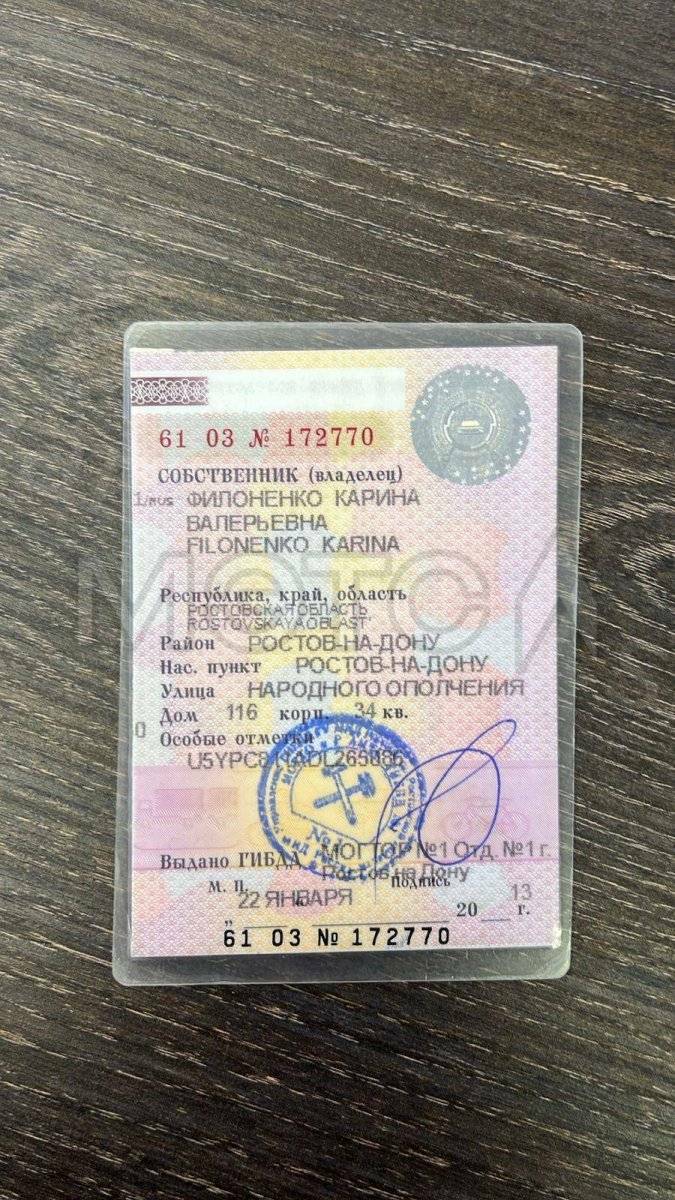 61 03 № 172770
СОБСТВЕННИК (владелец)
ФИЛОНЕНКО КАРИНА
ВАЛЕРЬЕВНА
FILONENKO KARINA
МОТОСЛ
Республика, край, область
РОСТОВСКАЯ ОБЛАСТЬ
ROSTOVSKAYA OBLAST'
Район РОСТОВ-НА-ДОНУ
Нас. пункт РОСТОВ-НА-ДОНУ
Улица НАРОДНОГО ОПОЛЧЕНИЯ
Дом 116 корп. 34 кв.
Особые отметки
U5YPC811ADL265086
Выдано ГИБДД МОГТОР №1 Отд. №1 г.
Ростов на Дону
М. П. Подпись
„ 22 ЯНВАРЯ 20 13 г.
61 03 № 172770